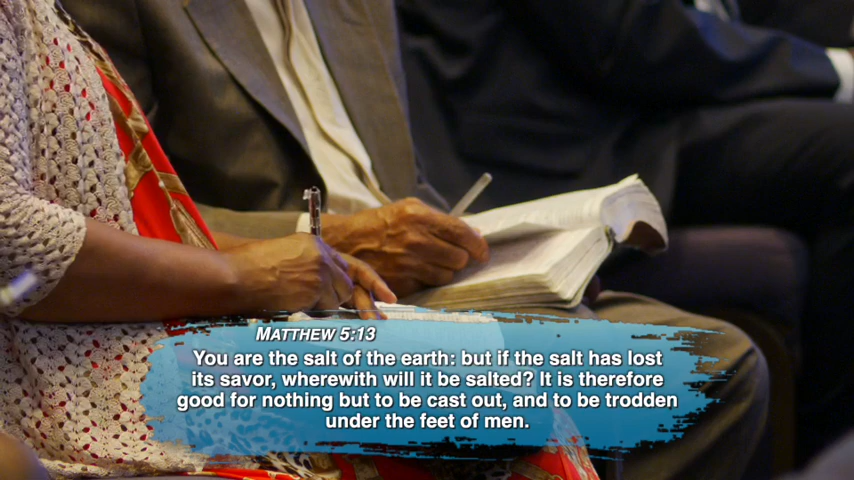 MATTHEW 5:13
You are the salt of the earth: but if the salt has lost
its savor, wherewith will it be salted? It is therefore
good for nothing but to be cast out, and to be trodden
under the feet of men.